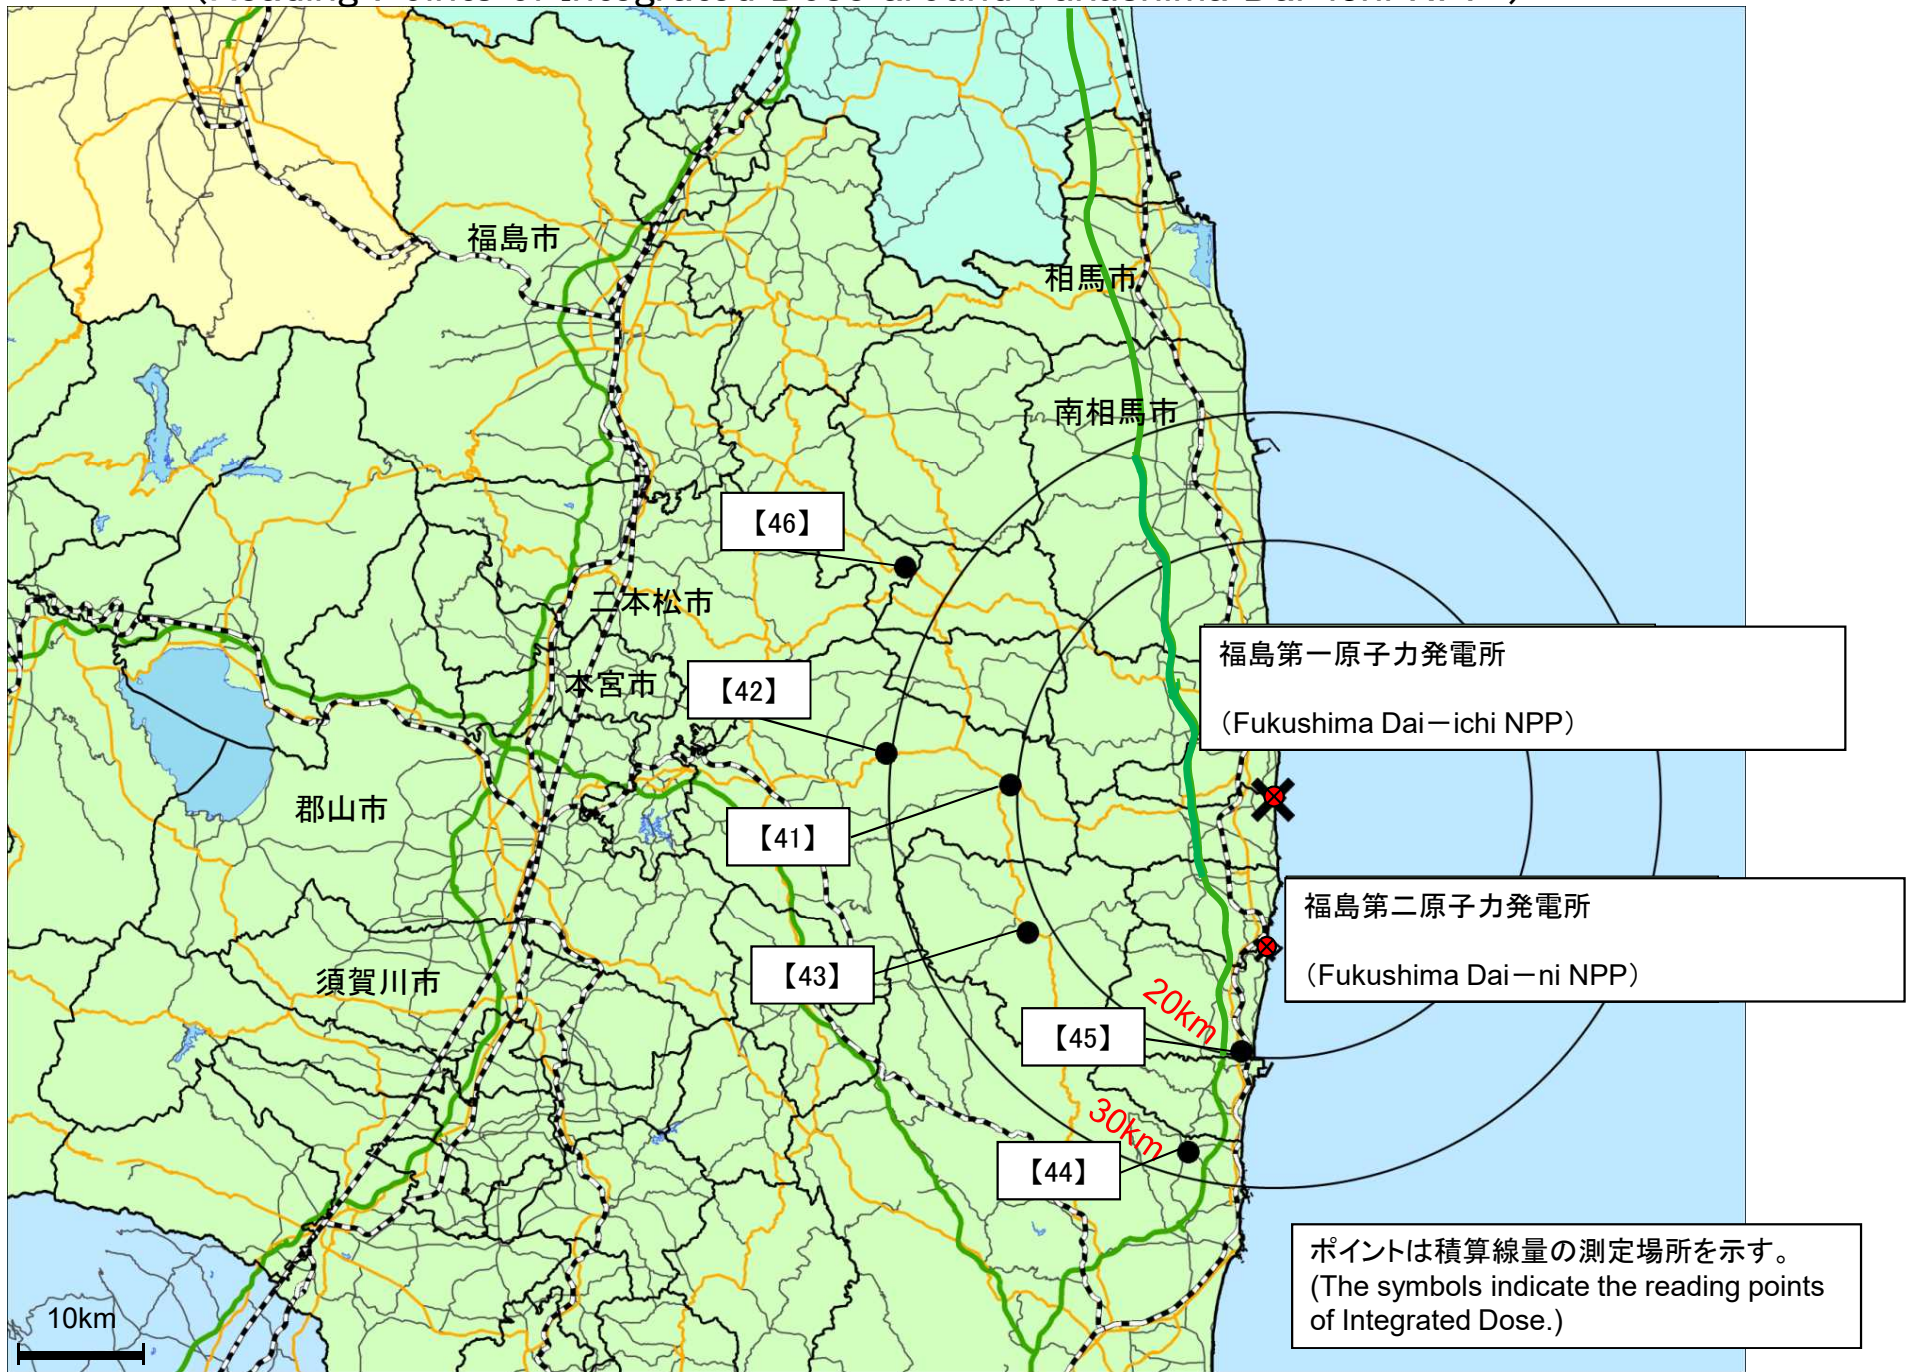 福島市
相馬市
南相馬市
【46】
二本松市
福島第一原子力発電所
(Fukushima Dai－ichi NPP)
本宮市
【42】
郡山市
【41】
福島第二原子力発電所
(Fukushima Dai－ni NPP)
須賀川市
【43】
20km
【45】
30km
【44】
ポイントは積算線量の測定場所を示す。
(The symbols indicate the reading points
of Integrated Dose.)
10km